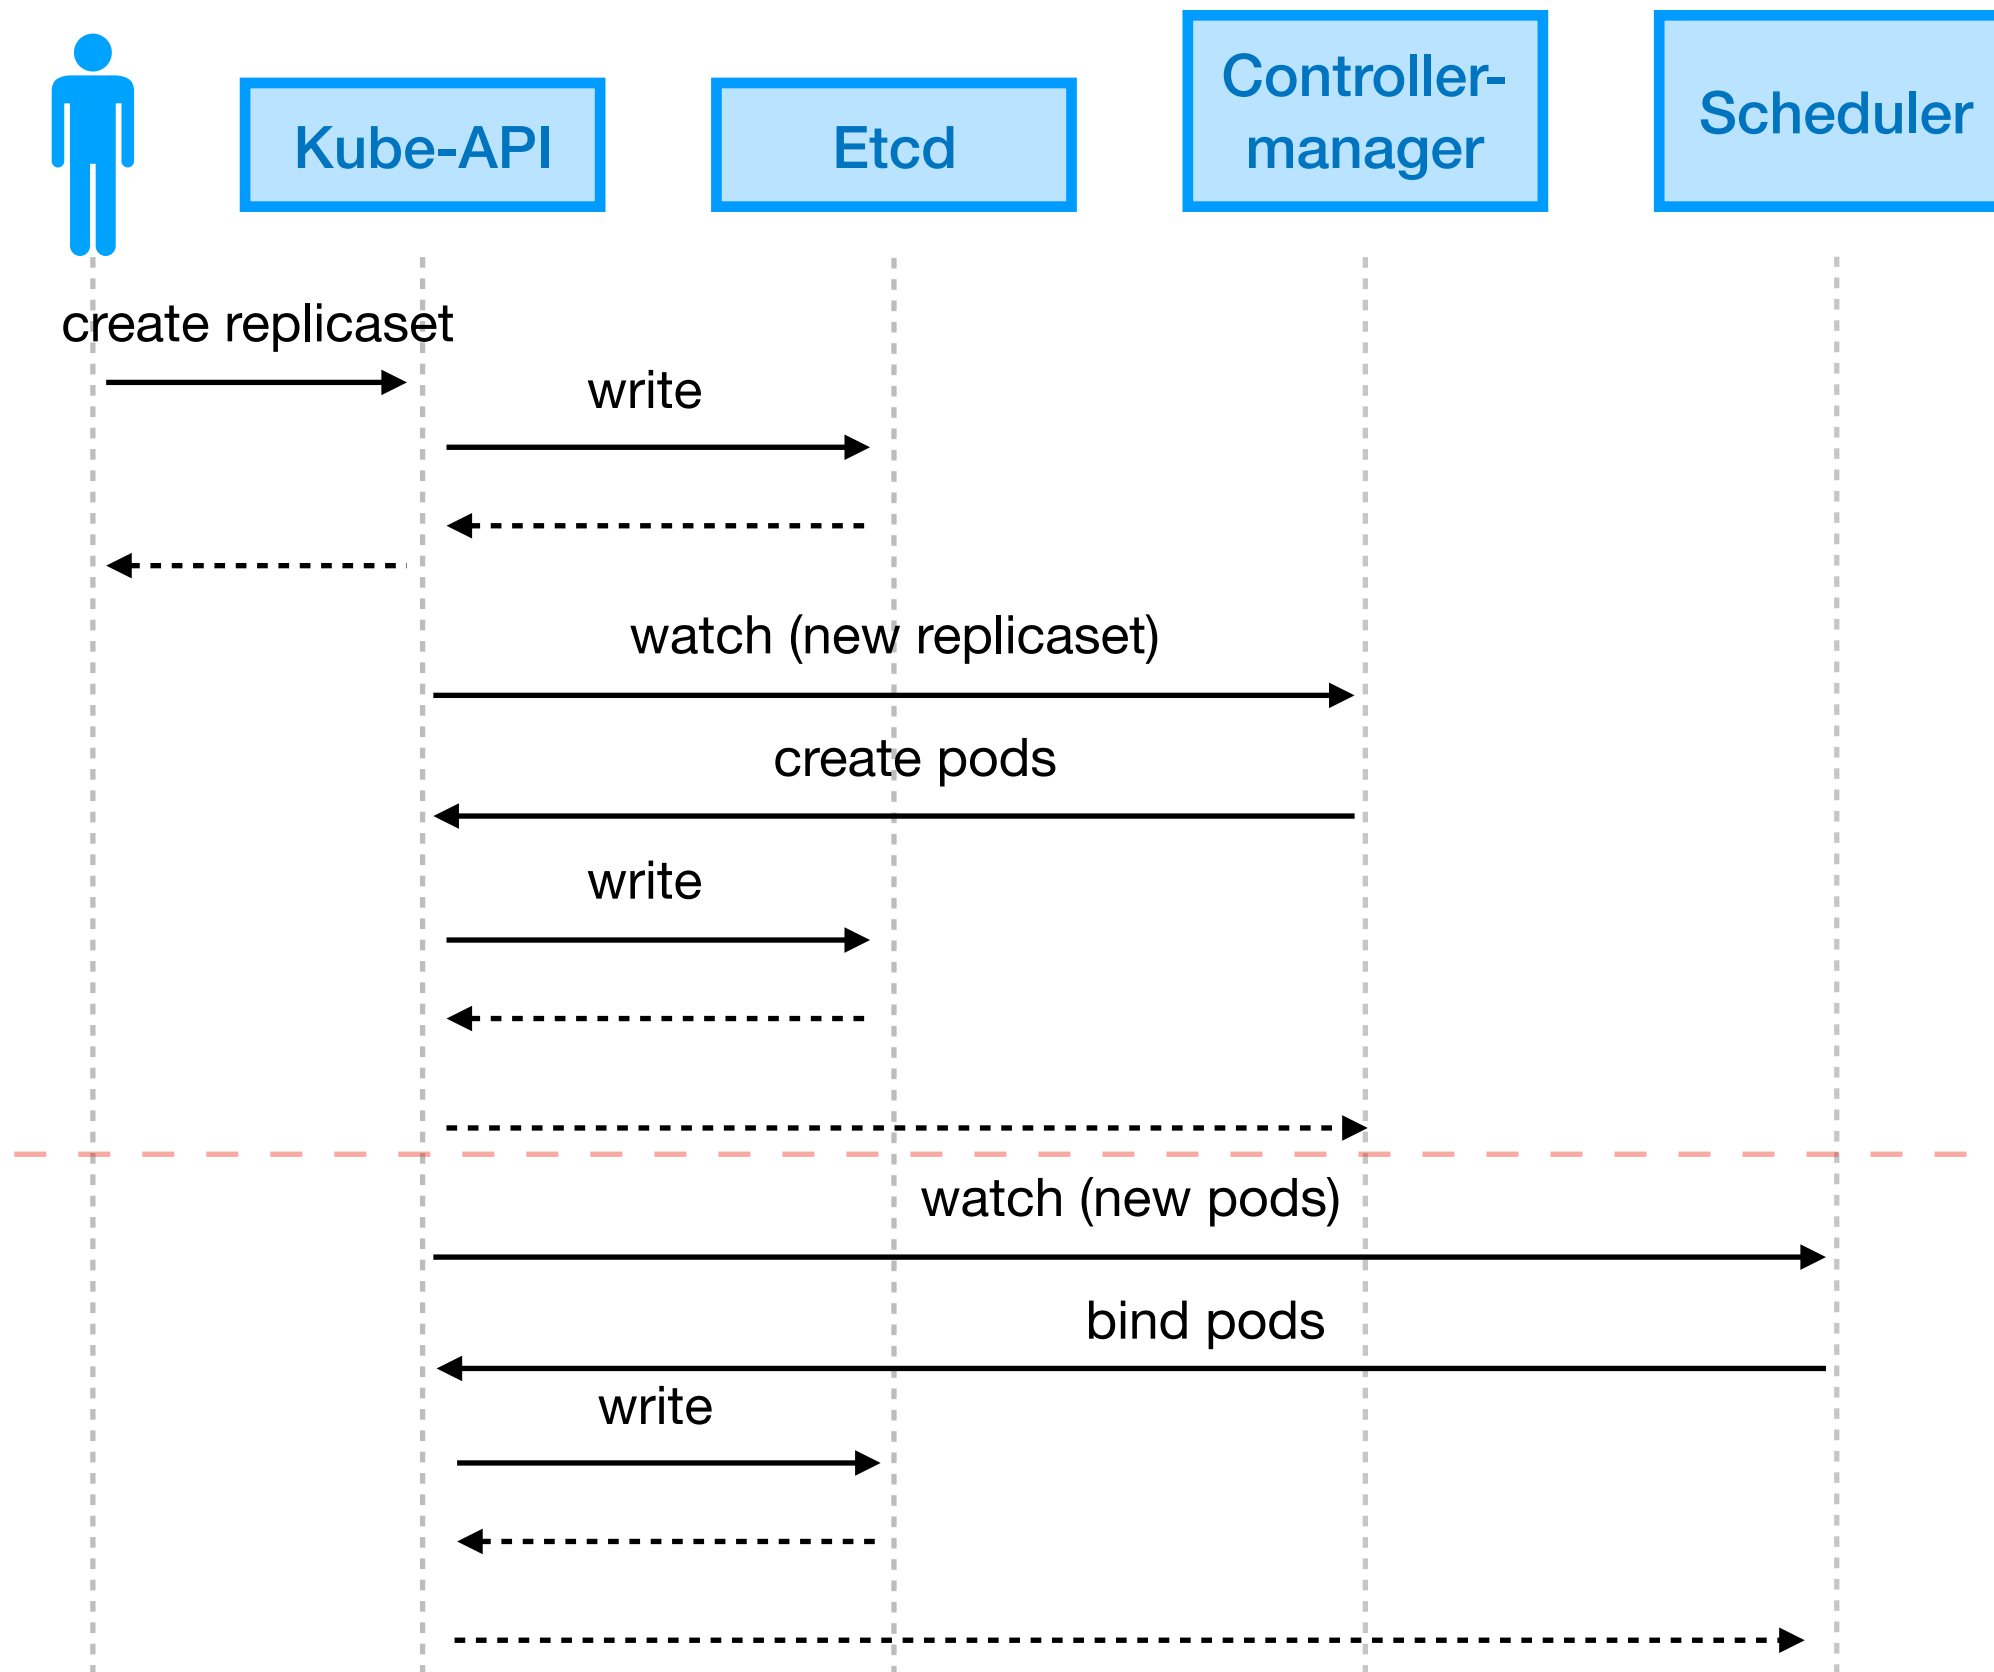 Kube-API
Etcd
Controller-
manager
Scheduler
create replicaset
write
watch (new replicaset)
create pods
write
watch (new pods)
bind pods
write